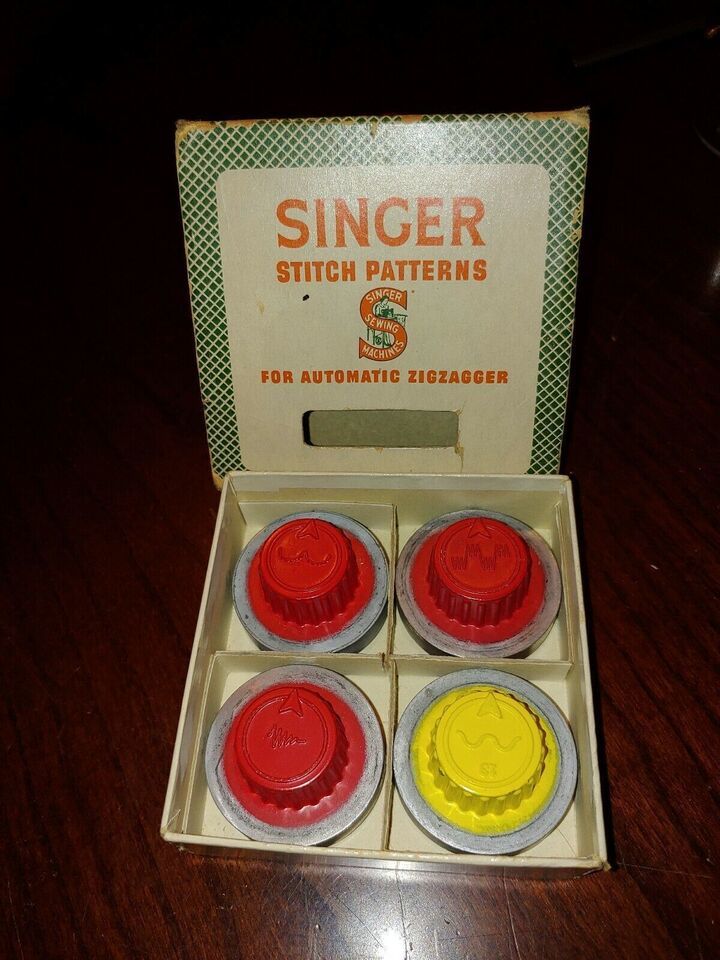 SINGER
STITCH PATTERNS
SINGER
SEWING
MACHINES
FOR AUTOMATIC ZIGZAGGER